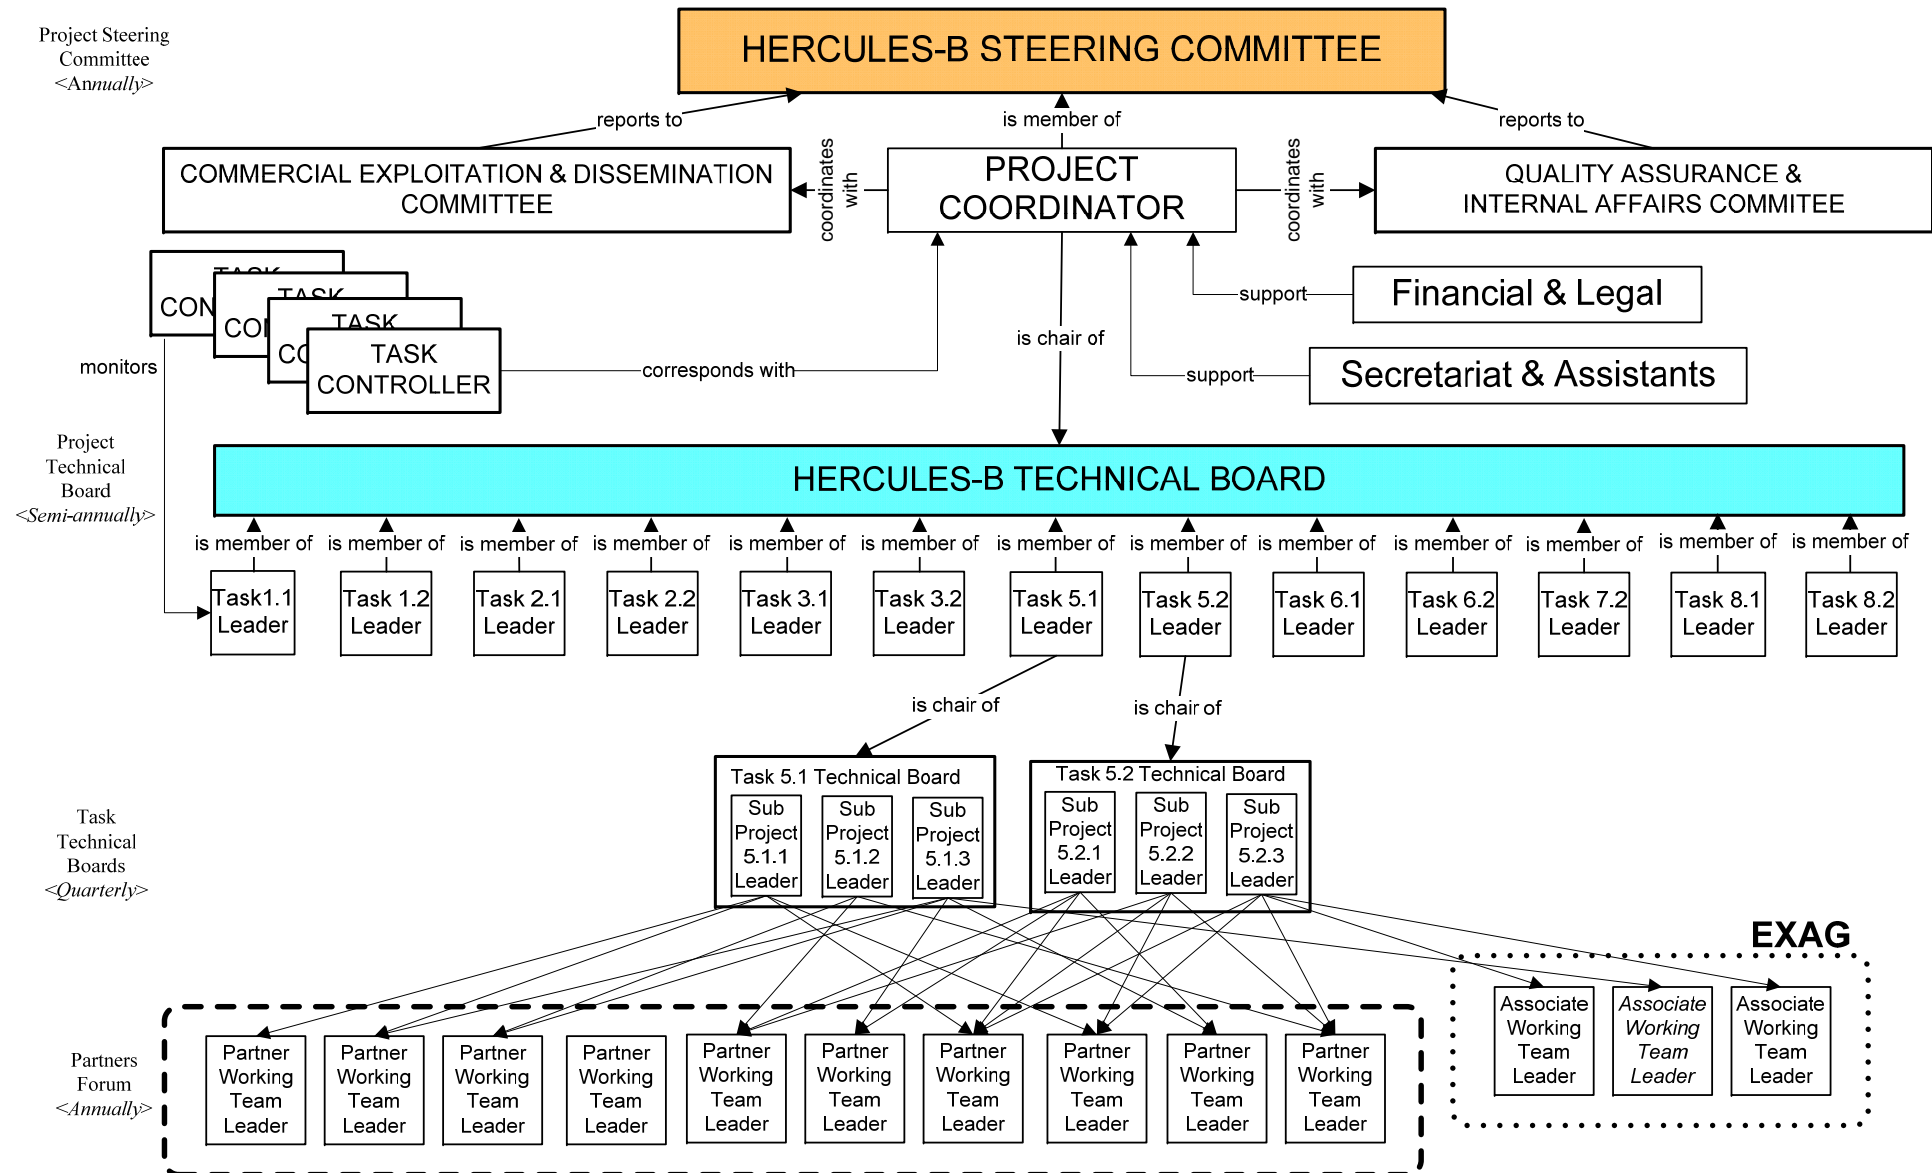 Project Steering
Committee
<Annually>
HERCULES-B STEERING COMMITTEE
reports to
is member of
reports to
COMMERCIAL EXPLOITATION & DISSEMINATION
COMMITTEE
coordinates
with
PROJECT
COORDINATOR
coordinates
with
QUALITY ASSURANCE &
INTERNAL AFFAIRS COMMITEE
TASK
CON
TASK
CON
TASK
CO
TASK
CONTROLLER
monitors
corresponds with
is chair of
support
Financial & Legal
support
Secretariat & Assistants
Project
Technical
Board
<Semi-annually>
HERCULES-B TECHNICAL BOARD
is member of
is member of
is member of
is member of
is member of
is member of
is member of
is member of
is member of
is member of
is member of
is member of
is member of
Task1.1
Leader
Task 1.2
Leader
Task 2.1
Leader
Task 2.2
Leader
Task 3.1
Leader
Task 3.2
Leader
Task 5.1
Leader
Task 5.2
Leader
Task 6.1
Leader
Task 6.2
Leader
Task 7.2
Leader
Task 8.1
Leader
Task 8.2
Leader
is chair of
is chair of
Task
Technical
Boards
<Quarterly>
Task 5.1 Technical Board
Sub
Project
5.1.1
Leader
Sub
Project
5.1.2
Leader
Sub
Project
5.1.3
Leader
Task 5.2 Technical Board
Sub
Project
5.2.1
Leader
Sub
Project
5.2.2
Leader
Sub
Project
5.2.3
Leader
EXAG
Associate
Working
Team
Leader
Associate
Working
Team
Leader
Associate
Working
Team
Leader
Partners
Forum
<Annually>
Partner
Working
Team
Leader
Partner
Working
Team
Leader
Partner
Working
Team
Leader
Partner
Working
Team
Leader
Partner
Working
Team
Leader
Partner
Working
Team
Leader
Partner
Working
Team
Leader
Partner
Working
Team
Leader
Partner
Working
Team
Leader
Partner
Working
Team
Leader